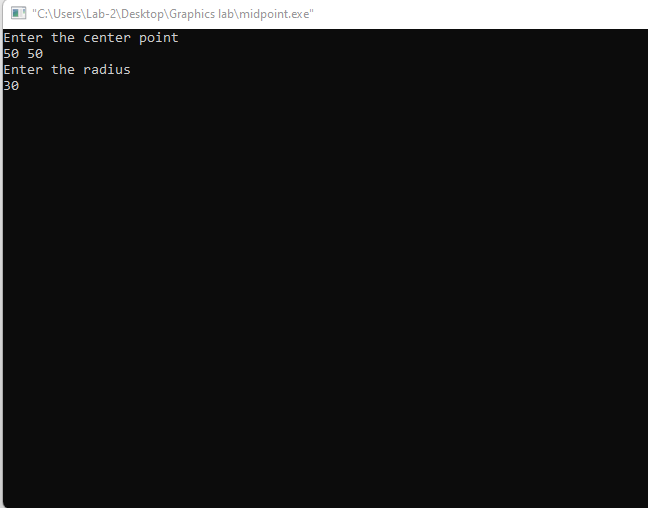 "C:\Users\Lab-2\Desktop\Graphics lab\midpoint.exe"
Enter the center point
50 50
Enter the radius
30